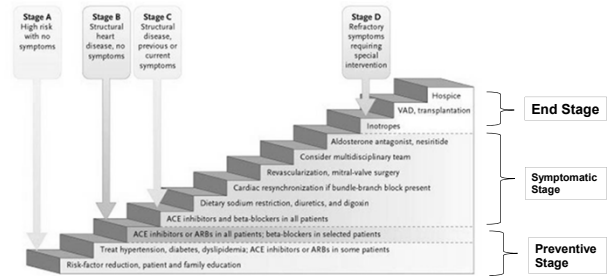 Stage A
High risk
with no
symptoms
Stage B
Structural
heart
disease, no
symptoms
Stage C
Structural
disease,
previous or
current
symptoms
Stage D
Refractory
symptoms
requiring
special
intervention
Hospice
VAD, transplantation
Inotropes
Aldosterone antagonist, nesiritide
Consider multidisciplinary team
Revascularization, mitral-valve surgery
Cardiac resynchronization if bundle-branch block present
Dietary sodium restriction, diuretics, and digoxin
ACE inhibitors and beta-blockers in all patients
ACE inhibitors or ARBs in all patients; beta-blockers in selected patients
Treat hypertension, diabetes, dyslipidemia; ACE inhibitors or ARBs in some patients
Risk-factor reduction, patient and family education
End Stage
Symptomatic
Stage
Preventive
Stage